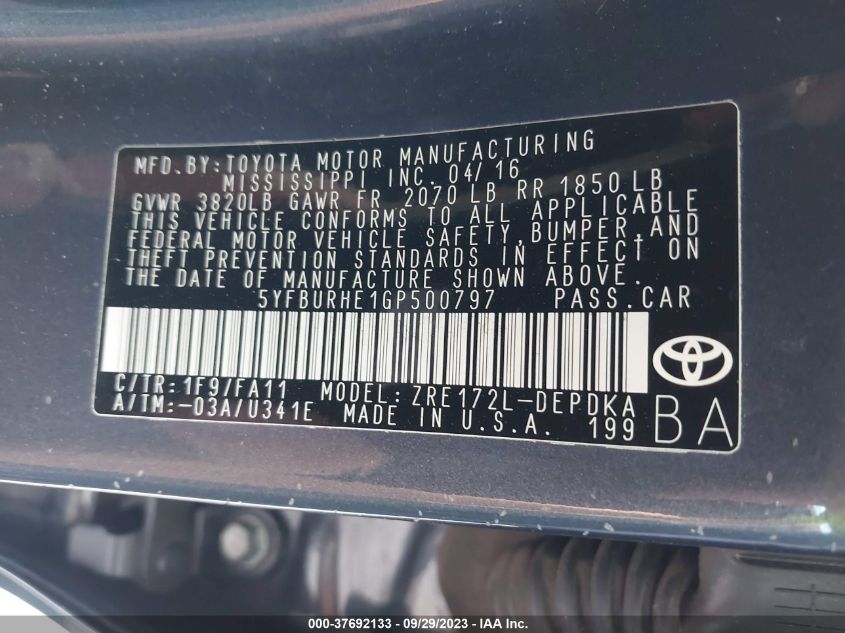 MFD.BY:TOYOTA MOTOR MANUFACTURING
MISSISSIPPI INC. 04/16
GVWR 3820LB GAWR FR 2070 LB RR 1850 LB
THIS VEHICLE CONFORMS TO ALL APPLICABLE
FEDERAL MOTOR VEHICLE SAFETY,BUMPER,AND
THEFT PREVENTION STANDARDS IN EFFECT ON
THE DATE OF MANUFACTURE SHOWN ABOVE.
5YFBURHE1GP500797 PASS.CAR
C/TR:1F9/FA11 MODEL:ZRE172L-DEPDKA
A/TM:-03A/U341E MADE IN U.S.A. 199 BA
000-37692133 - 09/29/2023 - IAA Inc.